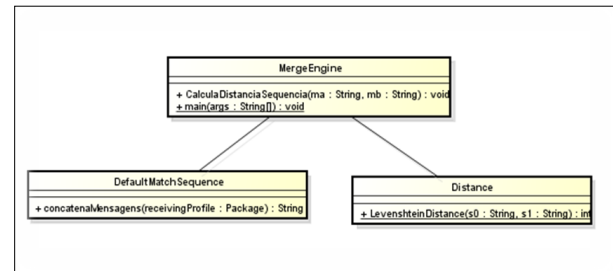 MergeEngine
+ CalculaDistanciaSequencia(ma : String, mb : String) : void
+ main(args : String[]) : void
DefaultMatchSequence
+ concatenaMensagens(receivingProfile : Package) : String
Distance
+ LevenshteinDistance(s0 : String, s1 : String) : int